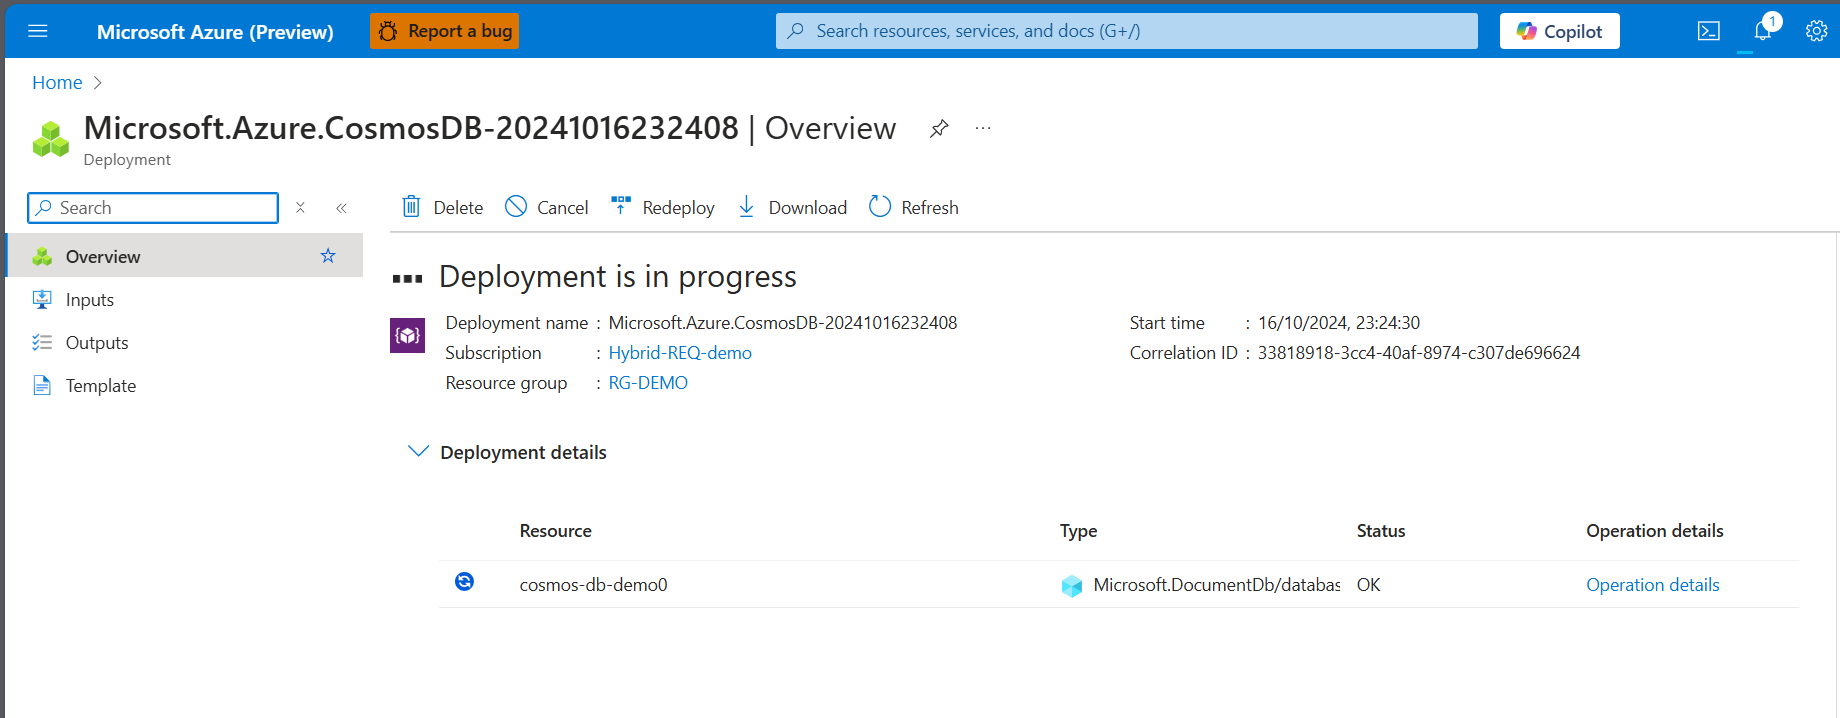 Microsoft Azure (Preview) Report a bug Search resources, services, and docs (G+/) Copilot 1
Home >
Microsoft.Azure.CosmosDB-20241016232408 | Overview
Deployment
Search
Delete Cancel Redeploy Download Refresh
Overview
Inputs
Outputs
Template
Deployment is in progress
Deployment name : Microsoft.Azure.CosmosDB-20241016232408
Subscription : Hybrid-REQ-demo
Resource group : RG-DEMO
Start time : 16/10/2024, 23:24:30
Correlation ID : 33818918-3cc4-40af-8974-c307de696624
Deployment details
Resource Type Status Operation details
cosmos-db-demo0 Microsoft.DocumentDb/databas OK Operation details